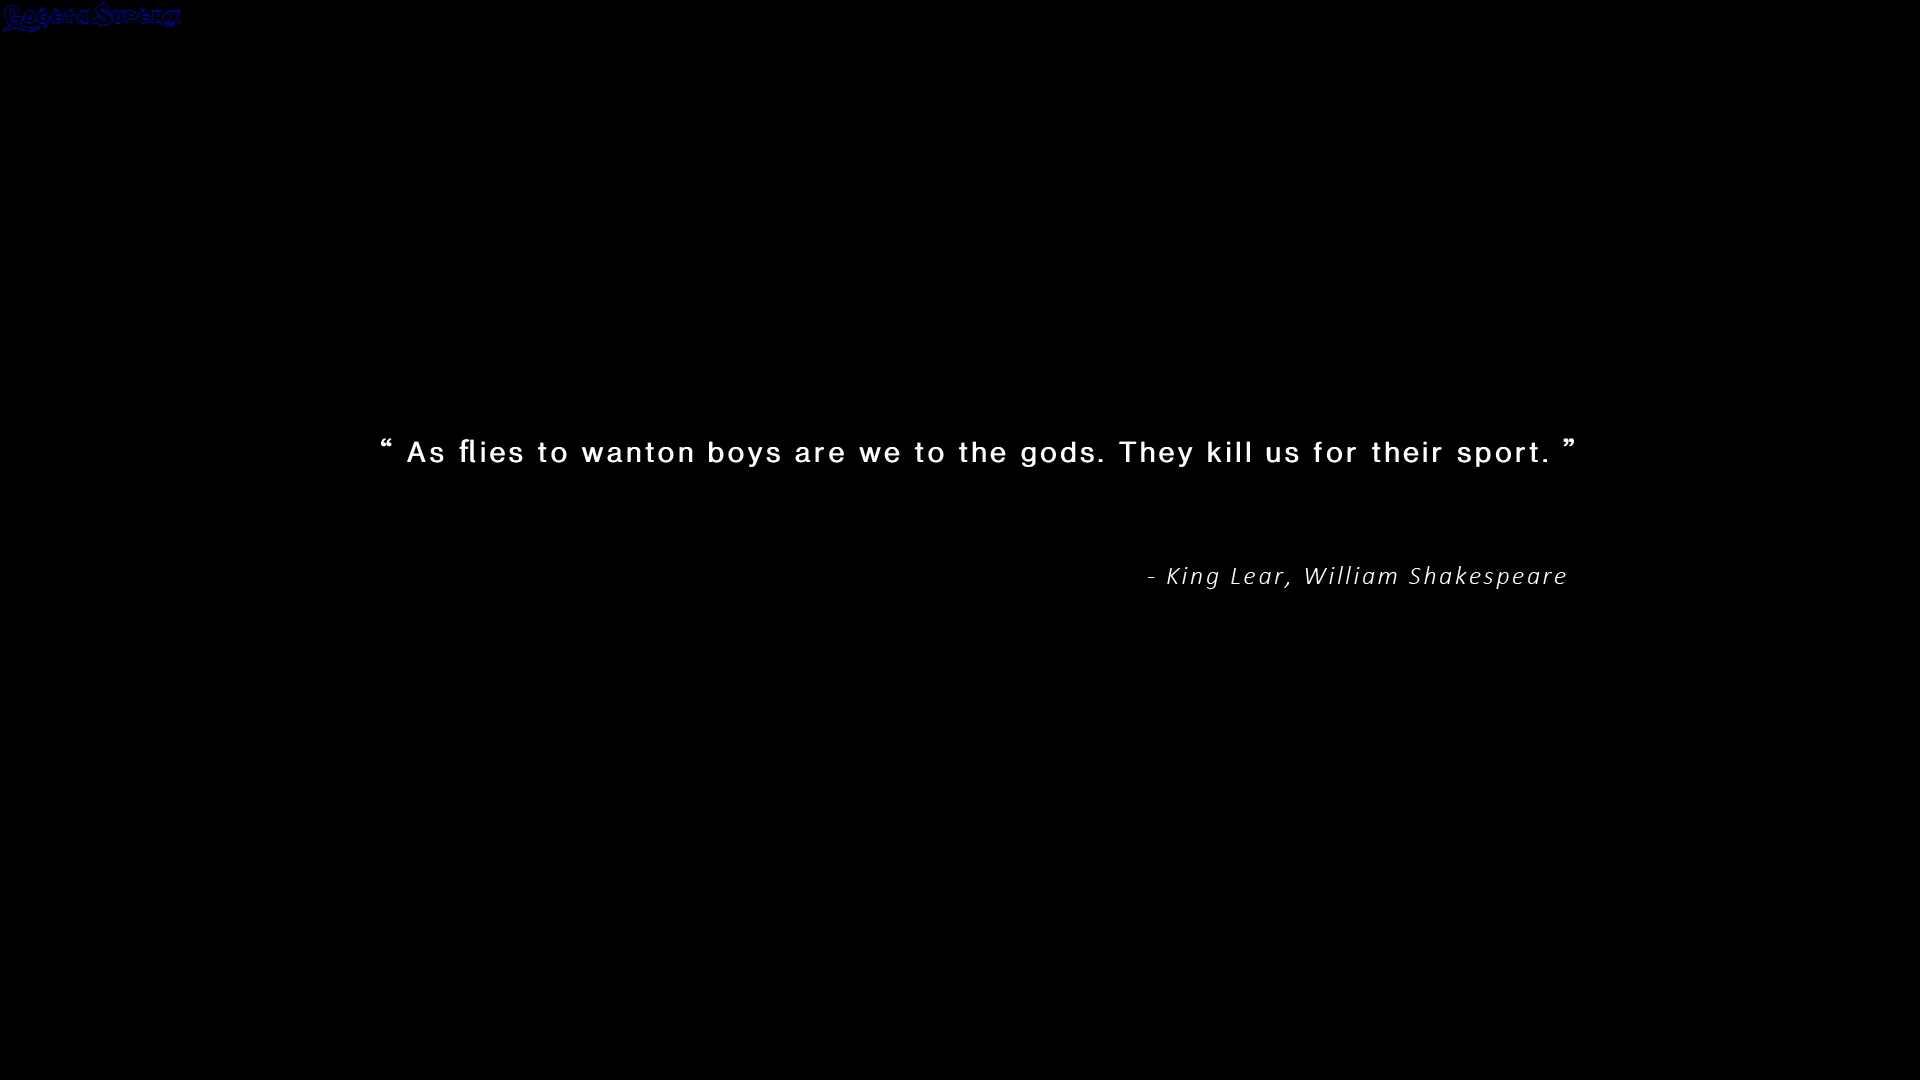 “ As flies to wanton boys are we to the gods. They kill us for their sport. ”
- King Lear, William Shakespeare